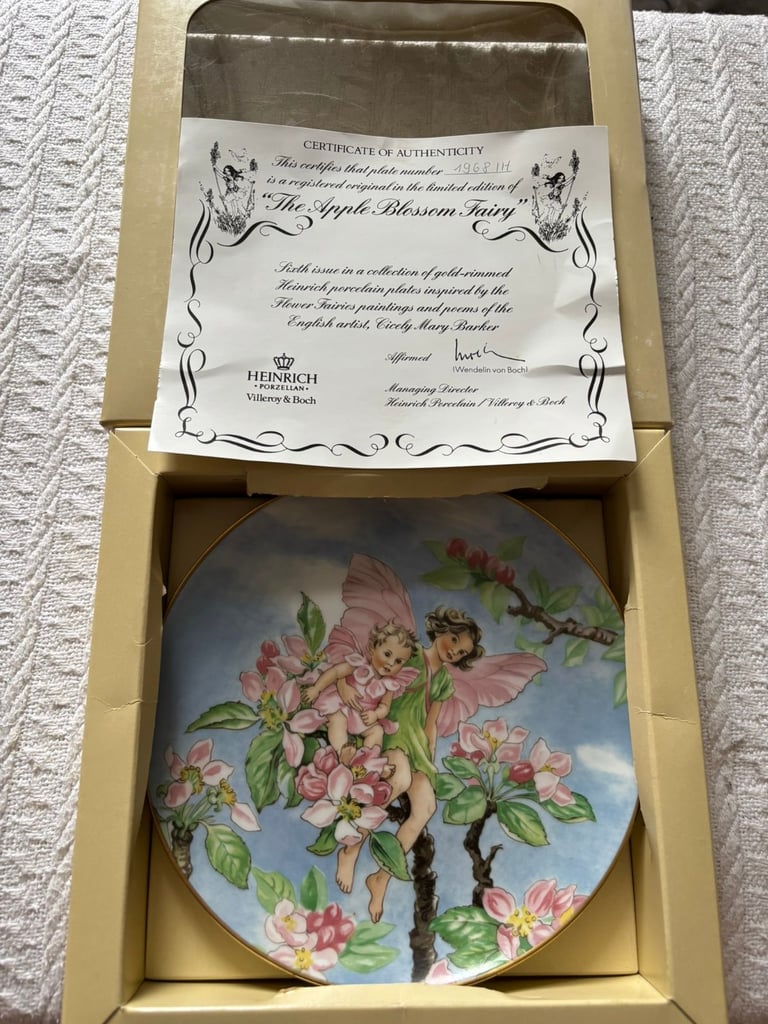 CERTIFICATE OF AUTHENTICITY
This certifies that plate number 1968 IH
is a registered original in the limited edition of
"The Apple Blossom Fairy"
Sixth issue in a collection of gold-rimmed
Heinrich porcelain plates inspired by the
Flower Fairies paintings and poems of the
English artist, Cicely Mary Barker
Affirmed
(Wendelin von Boch)
HEINRICH
• PORZELLAN •
Villeroy & Boch
Managing Director
Heinrich Porcelain / Villeroy & Boch